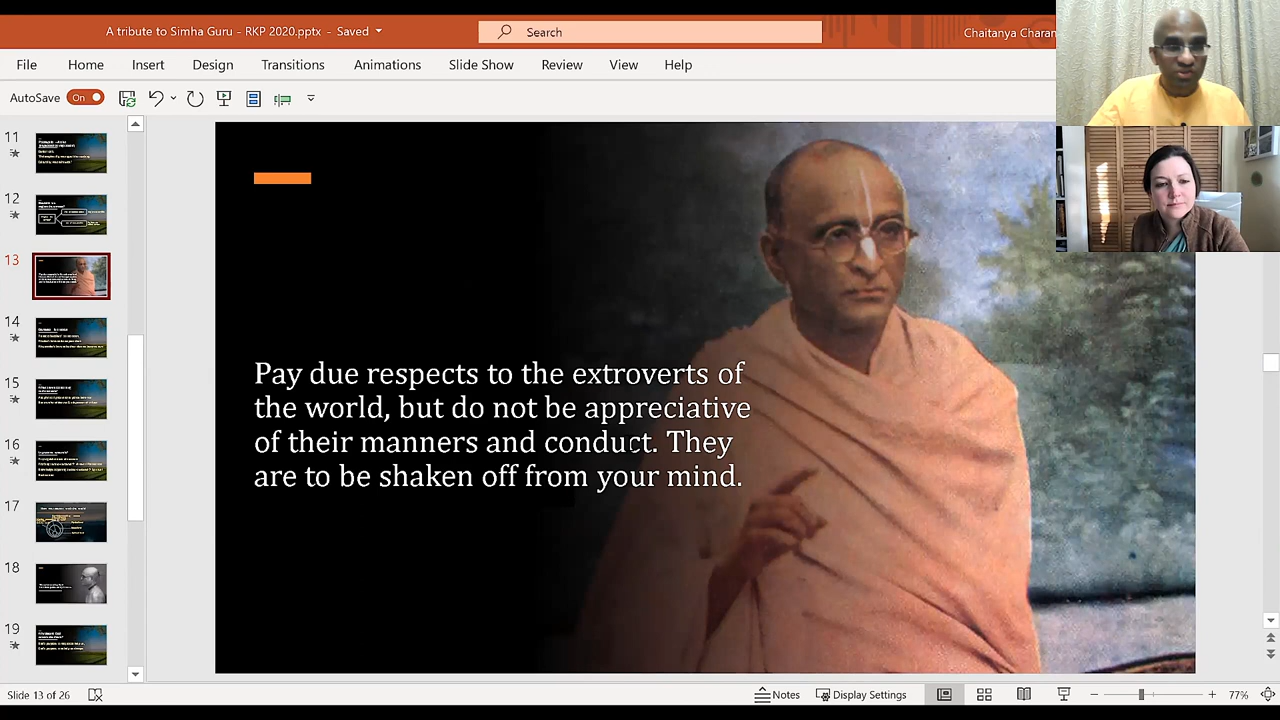 A tribute to Simha Guru - RKP 2020.pptx - Saved
Search
Chaitanya Charan
File Home Insert Design Transitions Animations Slide Show Review View Help
AutoSave On
11
12
13
14
15
16
17
18
19
Pay due respects to the extroverts of
the world, but do not be appreciative
of their manners and conduct. They
are to be shaken off from your mind.
Slide 13 of 26
Notes Display Settings 77%